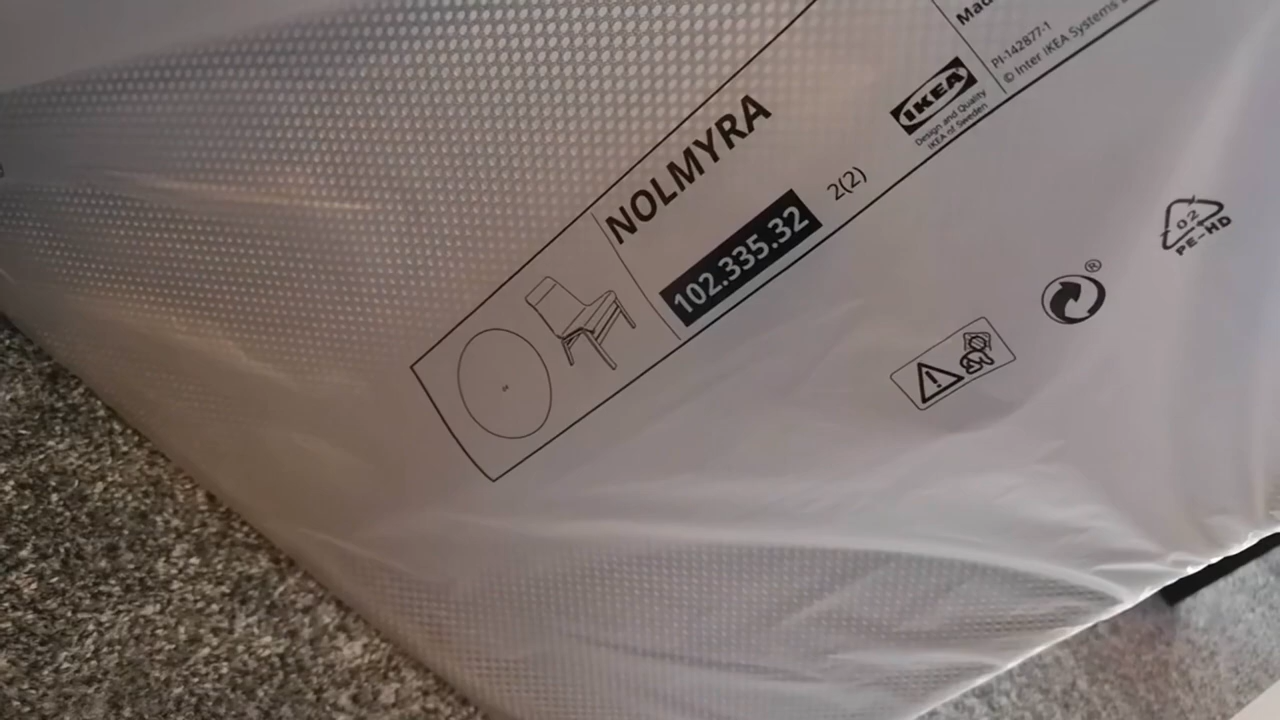 NOLMYRA
102.335.32
2(2)
IKEA
Design and Quality
IKEA of Sweden
PI-142877-1
© Inter IKEA Systems
02
PE-HD
®